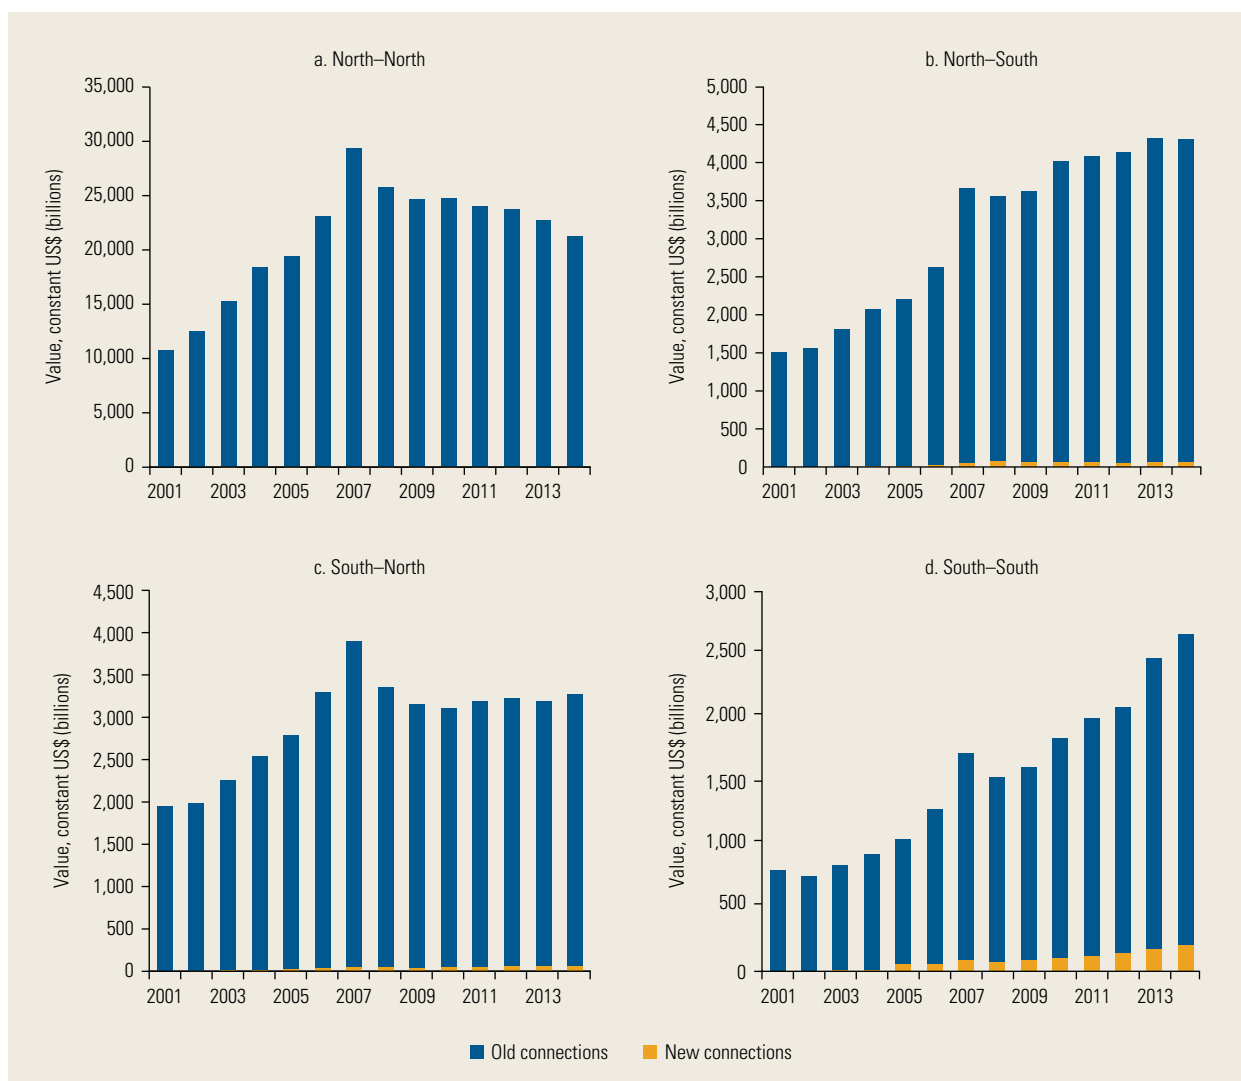 a. North–North
Value, constant US$ (billions)
35,000
30,000
25,000
20,000
15,000
10,000
5,000
0
2001 2003 2005 2007 2009 2011 2013
b. North–South
Value, constant US$ (billions)
5,000
4,500
4,000
3,500
3,000
2,500
2,000
1,500
1,000
500
0
2001 2003 2005 2007 2009 2011 2013
c. South–North
Value, constant US$ (billions)
4,500
4,000
3,500
3,000
2,500
2,000
1,500
1,000
500
0
2001 2003 2005 2007 2009 2011 2013
d. South–South
Value, constant US$ (billions)
3,000
2,500
2,000
1,500
1,000
500
0
2001 2003 2005 2007 2009 2011 2013
Old connections New connections